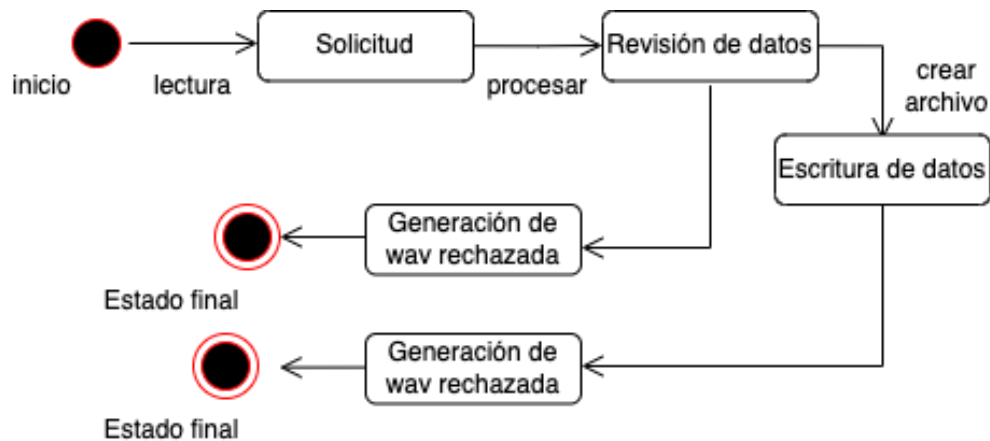 Solicitud
Revisión de datos
inicio
lectura
procesar
crear
archivo
Escritura de datos
Generación de
wav rechazada
Estado final
Generación de
wav rechazada
Estado final